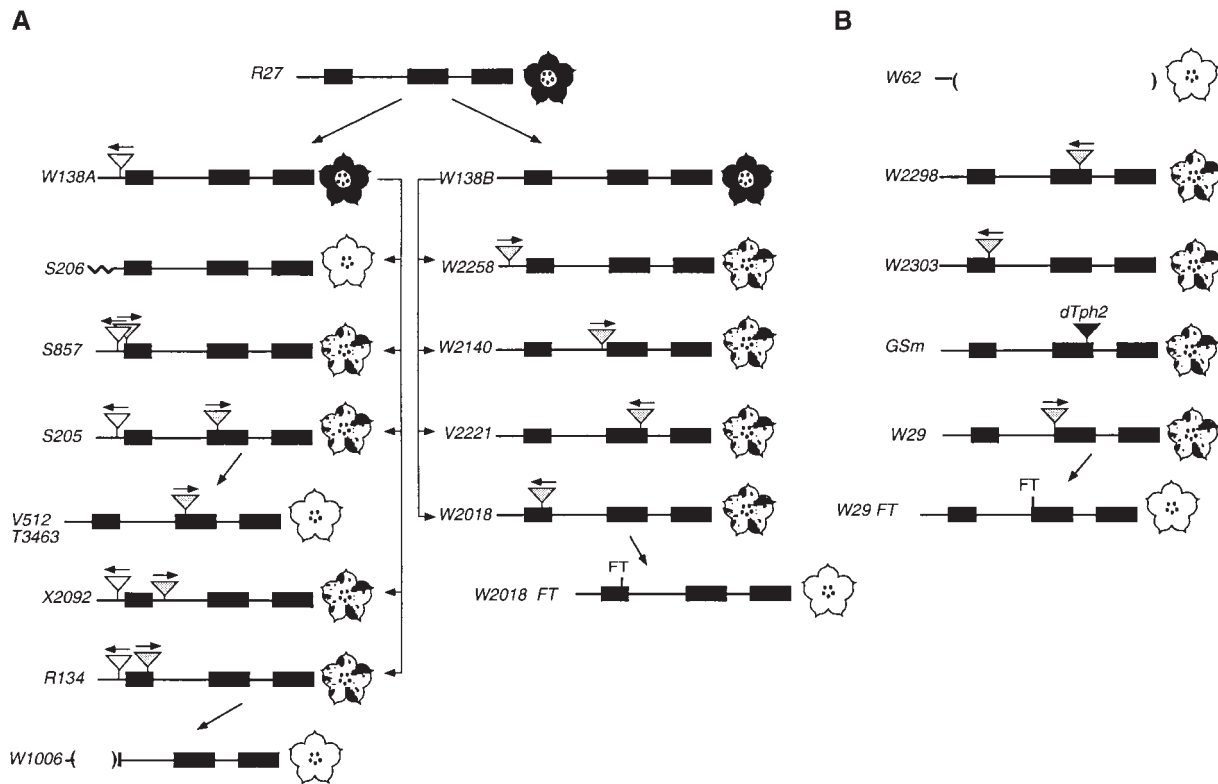 A
B
R27
W138A
S206
S857
S205
V512
T3463
X2092
R134
W1006
W138B
W2258
W2140
V2221
W2018
FT
W2018 FT
W62
W2298
W2303
dTph2
GSm
W29
FT
W29 FT